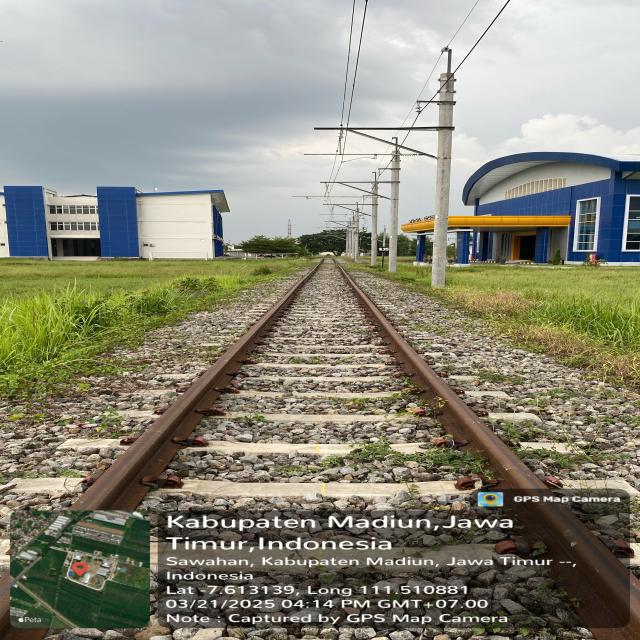 GPS Map Camera
Kabupaten Madiun,Jawa
Timur,Indonesia
Sawahan, Kabupaten Madiun, Jawa Timur --,
Indonesia
Lat -7.613139, Long 111.510881
03/21/2025 04:14 PM GMT+07.00
Note : Captured by GPS Map Camera
Peta